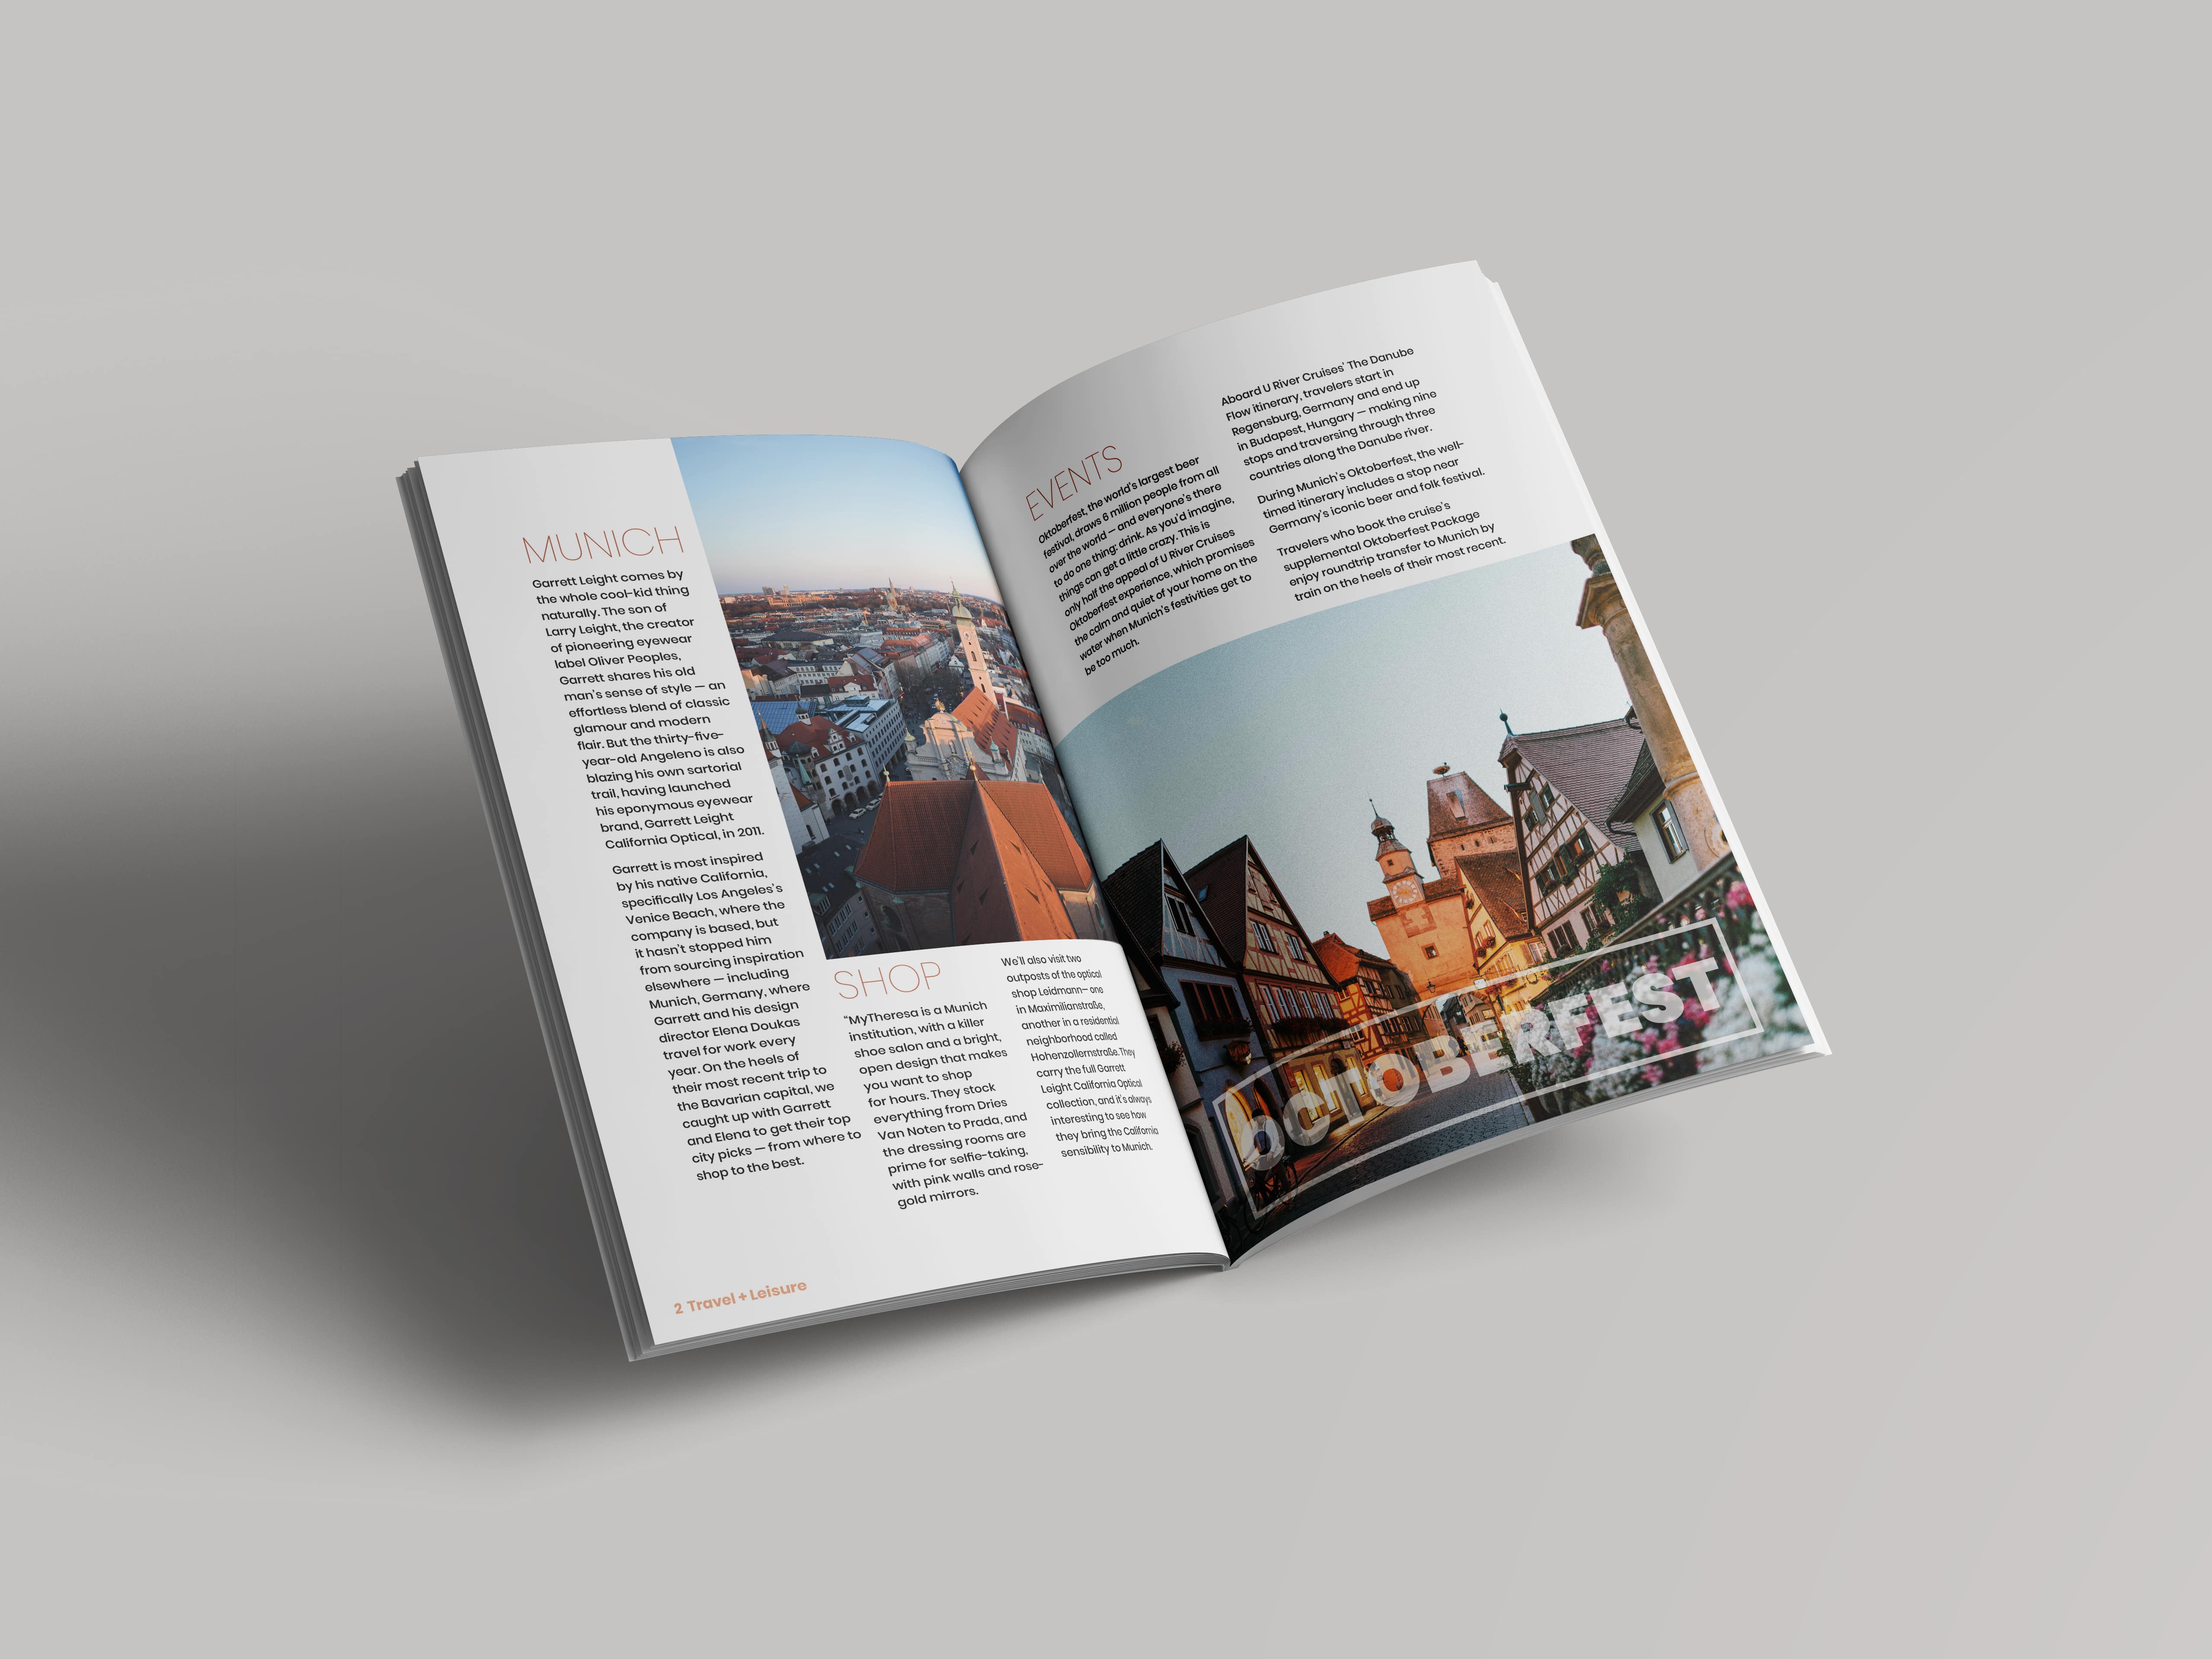 MUNICH
Garrett Leight comes by
the whole cool-kid thing
naturally. The son of
Larry Leight, the creator
of pioneering eyewear
label Oliver Peoples,
Garrett shares his old
man's sense of style — an
effortless blend of classic
glamour and modern
flair. But the thirty-five-
year-old Angeleno is also
blazing his own sartorial
trail, having launched
his eponymous eyewear
brand, Garrett Leight
California Optical, in 2011.
Garrett is most inspired
by his native California,
specifically Los Angeles's
Venice Beach, where the
company is based, but
it hasn't stopped him
from sourcing inspiration
elsewhere — including
Munich, Germany, where
Garrett and his design
director Elena Doukas
travel for work every
year. On the heels of
their most recent trip to
the Bavarian capital, we
caught up with Garrett
and Elena to get their top
city picks — from where to
shop to the best.
SHOP
“MyTheresa is a Munich
institution, with a killer
shoe salon and a bright,
open design that makes
you want to shop
for hours. They stock
everything from Dries
Van Noten to Prada, and
the dressing rooms are
prime for selfie-taking,
with pink walls and rose-
gold mirrors.
We'll also visit two
outposts of the optical
shop Leidmann— one
in Maximilianstraße,
another in a residential
neighborhood called
Hohenzollernstraße. They
carry the full Garrett
Leight California Optical
collection, and it's always
interesting to see how
they bring the California
sensibility to Munich.
2 Travel + Leisure
EVENTS
Oktoberfest, the world's largest beer
festival, draws 6 million people from all
over the world — and everyone's there
to do one thing: drink. As you'd imagine,
things can get a little crazy. This is
only half the appeal of U River Cruises
Oktoberfest experience, which promises
the calm and quiet of your home on the
water when Munich's festivities get to
be too much.
Aboard U River Cruises' The Danube
Flow itinerary, travelers start in
Regensburg, Germany and end up
in Budapest, Hungary — making nine
stops and traversing through three
countries along the Danube river.
During Munich's Oktoberfest, the well-
timed itinerary includes a stop near
Germany's iconic beer and folk festival.
Travelers who book the cruise's
supplemental Oktoberfest Package
enjoy roundtrip transfer to Munich by
train on the heels of their most recent.
OCTOBERFEST